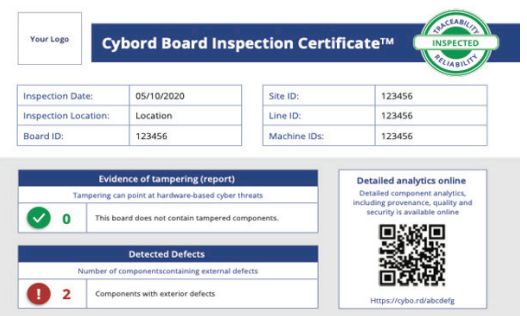 Your Logo
Cybord Board Inspection Certificate™
TRACEABILITY
INSPECTED
RELIABILITY
Inspection Date: 05/10/2020
Inspection Location: Location
Board ID: 123456
Site ID: 123456
Line ID: 123456
Machine IDs: 123456
Evidence of tampering (report)
Tampering can point at hardware-based cyber threats
0 This board does not contain tampered components.
Detected Defects
Number of componentscontaining external defects
! 2 Components with exterior defects
Detailed analytics online
Detailed component analytics,
including provenance, quality and
security is available online
Https://cybo.rd/abcdefg